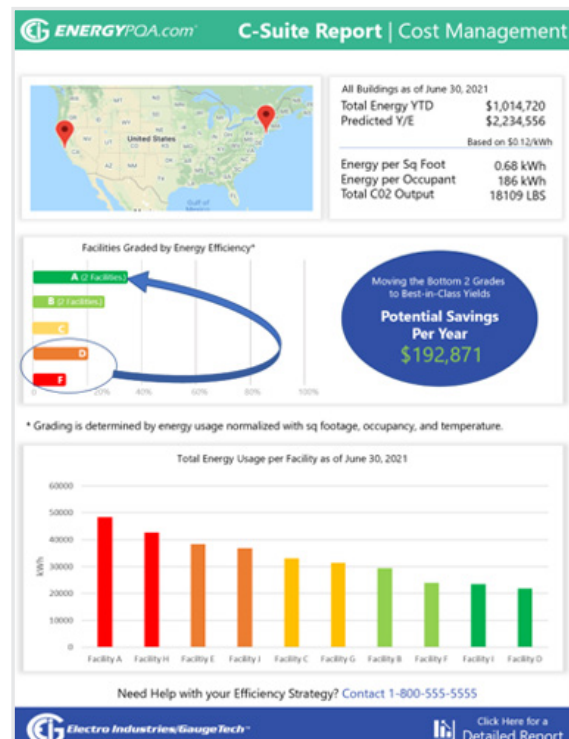 EIG ENERGYPQA.com® C-Suite Report | Cost Management
United States
Gulf of
All Buildings as of June 30, 2021
Total Energy YTD $1,014,720
Predicted Y/E $2,234,556
Based on $0.12/kWh
Energy per Sq Foot 0.68 kWh
Energy per Occupant 186 kWh
Total C02 Output 18109 LBS
Facilities Graded by Energy Efficiency*
A (2 Facilities)
B (2 Facilities)
C
D
F
0 20% 40% 60% 80% 100%
Moving the Bottom 2 Grades
to Best-in-Class Yields
Potential Savings
Per Year
$192,871
* Grading is determined by energy usage normalized with sq footage, occupancy, and temperature.
Total Energy Usage per Facility as of June 30, 2021
60000
50000
40000
30000
20000
10000
0
kWh
Facility A Facility H Facility E Facility J Facility C Facility G Facility B Facility F Facility I Facility D
Need Help with your Efficiency Strategy? Contact 1-800-555-5555
EIG Electro Industries/GaugeTech™
Click Here for a
Detailed Report